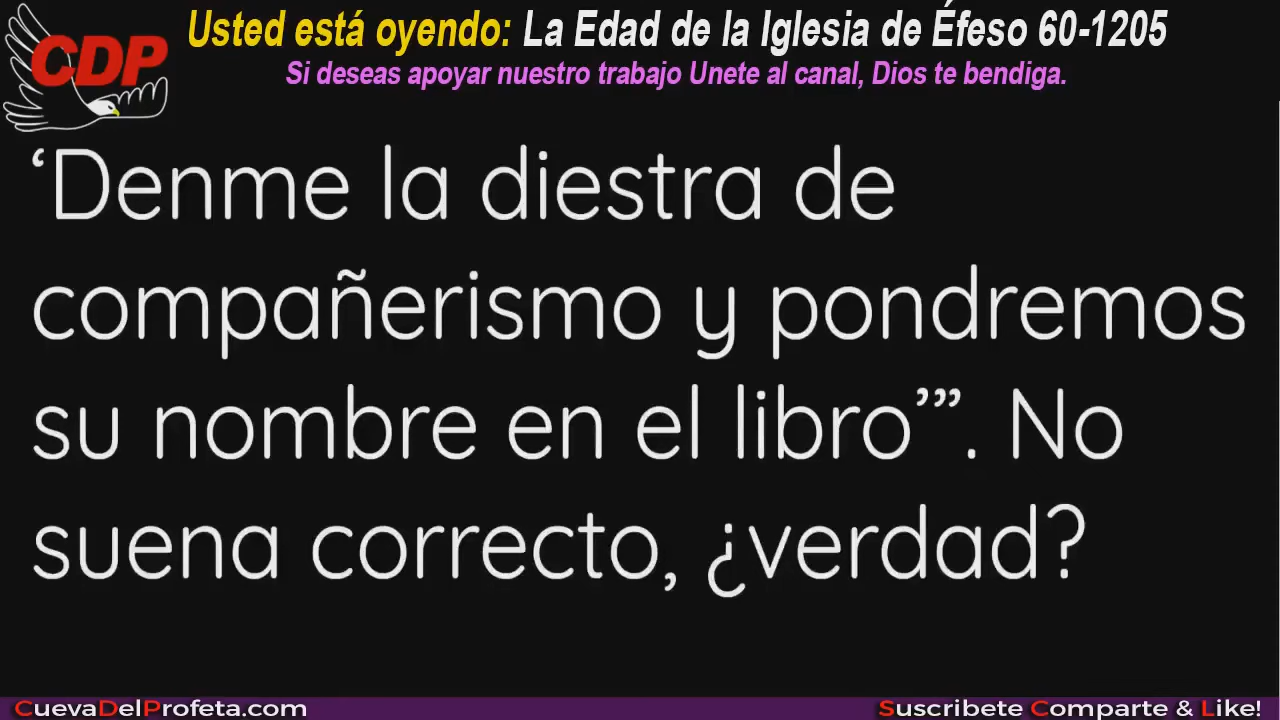 CDP
Usted está oyendo: La Edad de la Iglesia de Éfeso 60-1205
Si deseas apoyar nuestro trabajo Unete al canal, Dios te bendiga.
‘Denme la diestra de
compañerismo y pondremos
su nombre en el libro’”. No
suena correcto, ¿verdad?
CuevaDelProfeta.com
Suscribete Comparte & Like!